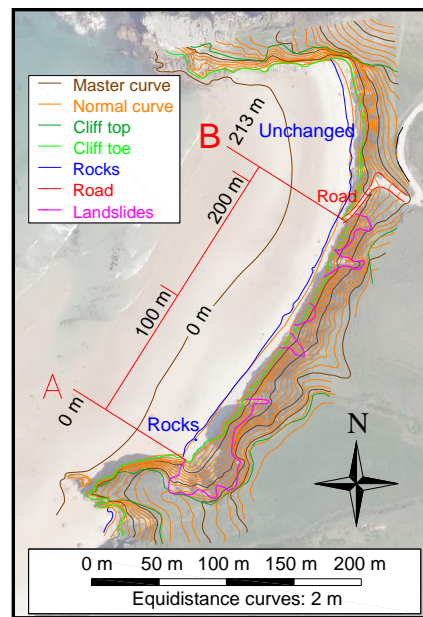 Master curve
Normal curve
Cliff top
Cliff toe
Rocks
Road
Landslides
B
213 m
Unchanged
200 m
Road
100 m
0 m
A
0 m
Rocks
N
0 m 50 m 100 m 150 m 200 m
Equidistance curves: 2 m